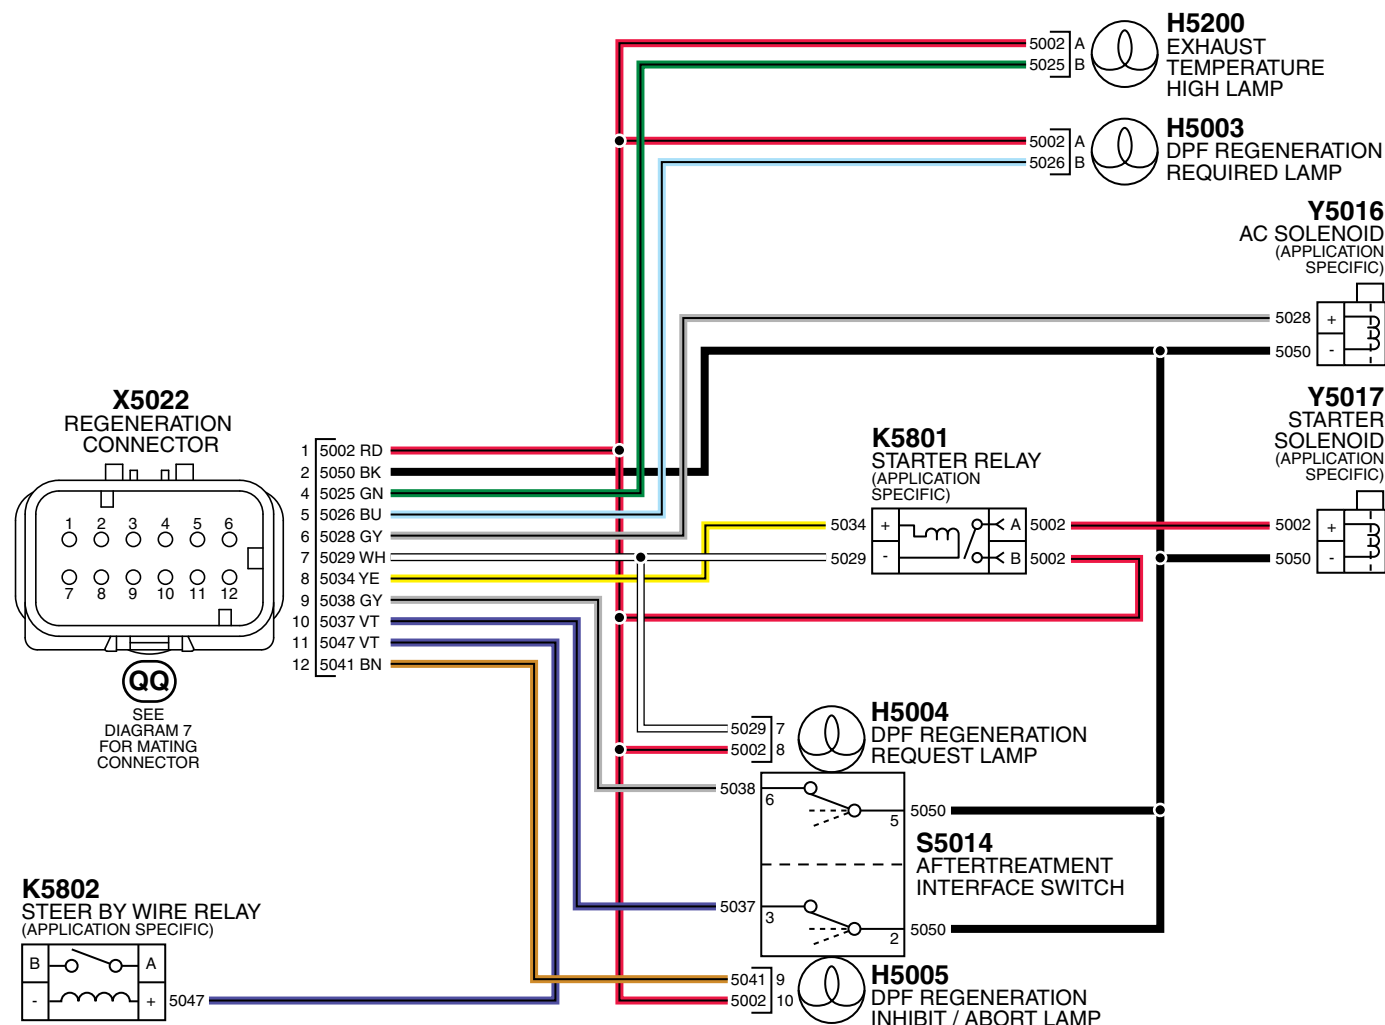 H5200
EXHAUST
TEMPERATURE
HIGH LAMP
5002 A
5025 B
H5003
DPF REGENERATION
REQUIRED LAMP
5002 A
5026 B
Y5016
AC SOLENOID
(APPLICATION
SPECIFIC)
5028 +
5050 -
Y5017
STARTER
SOLENOID
(APPLICATION
SPECIFIC)
5002 +
5050 -
X5022
REGENERATION
CONNECTOR
1 2 3 4 5 6
7 8 9 10 11 12
QQ
SEE
DIAGRAM 7
FOR MATING
CONNECTOR
1 5002 RD
2 5050 BK
4 5025 GN
5 5026 BU
6 5028 GY
7 5029 WH
8 5034 YE
9 5038 GY
10 5037 VT
11 5047 VT
12 5041 BN
K5801
STARTER RELAY
(APPLICATION
SPECIFIC)
5034 + A 5002
5029 - B 5002
H5004
DPF REGENERATION
REQUEST LAMP
5029 7
5002 8
5038 6
5 5050
S5014
AFTERTREATMENT
INTERFACE SWITCH
5037 3
2 5050
H5005
DPF REGENERATION
INHIBIT / ABORT LAMP
5041 9
5002 10
K5802
STEER BY WIRE RELAY
(APPLICATION SPECIFIC)
B A
- + 5047